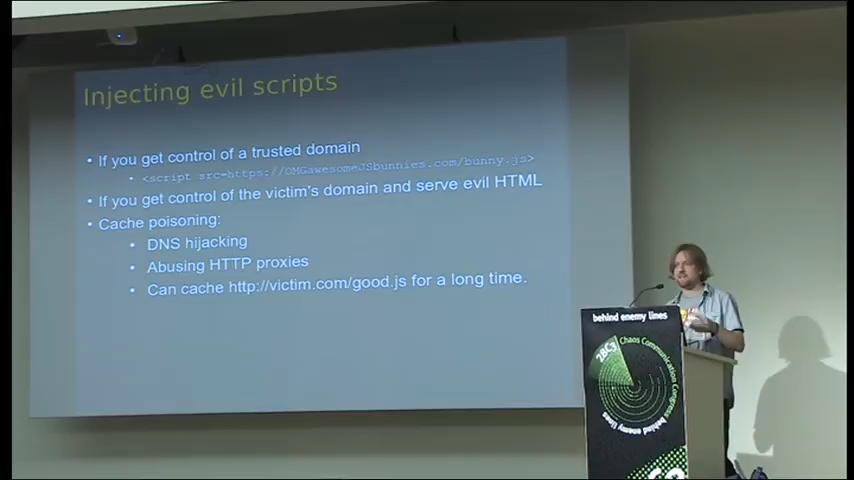 Injecting evil scripts
• If you get control of a trusted domain
• <script src=https://OMGawesomeJSbunnies.com/bunny.js>
• If you get control of the victim's domain and serve evil HTML
• Cache poisoning:
• DNS hijacking
• Abusing HTTP proxies
• Can cache http://victim.com/good.js for a long time.
behind enemy lines
28C3
Chaos Communication Congress
behind enemy lines